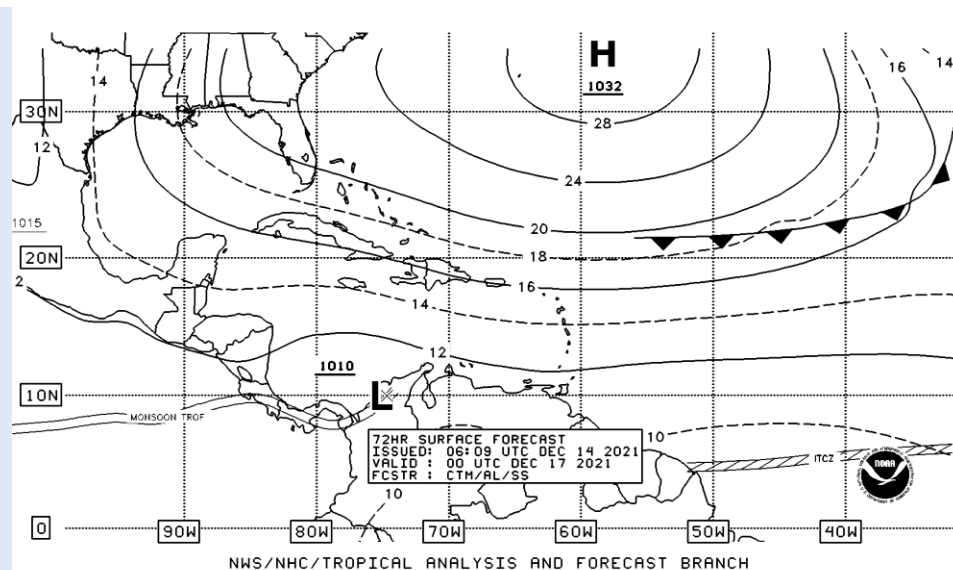 H
1032
14
16
14
30N
28
12
24
1015
20
18
20N
16
2
14
12
1010
10N
L
MONSOON TROF
10
72HR SURFACE FORECAST
ISSUED: 06:09 UTC DEC 14 2021
VALID : 00 UTC DEC 17 2021
FCSTR : CTM/AL/SS
ITCZ
NOAA
10
0
90W
80W
70W
60W
50W
40W
NWS/NHC/TROPICAL ANALYSIS AND FORECAST BRANCH